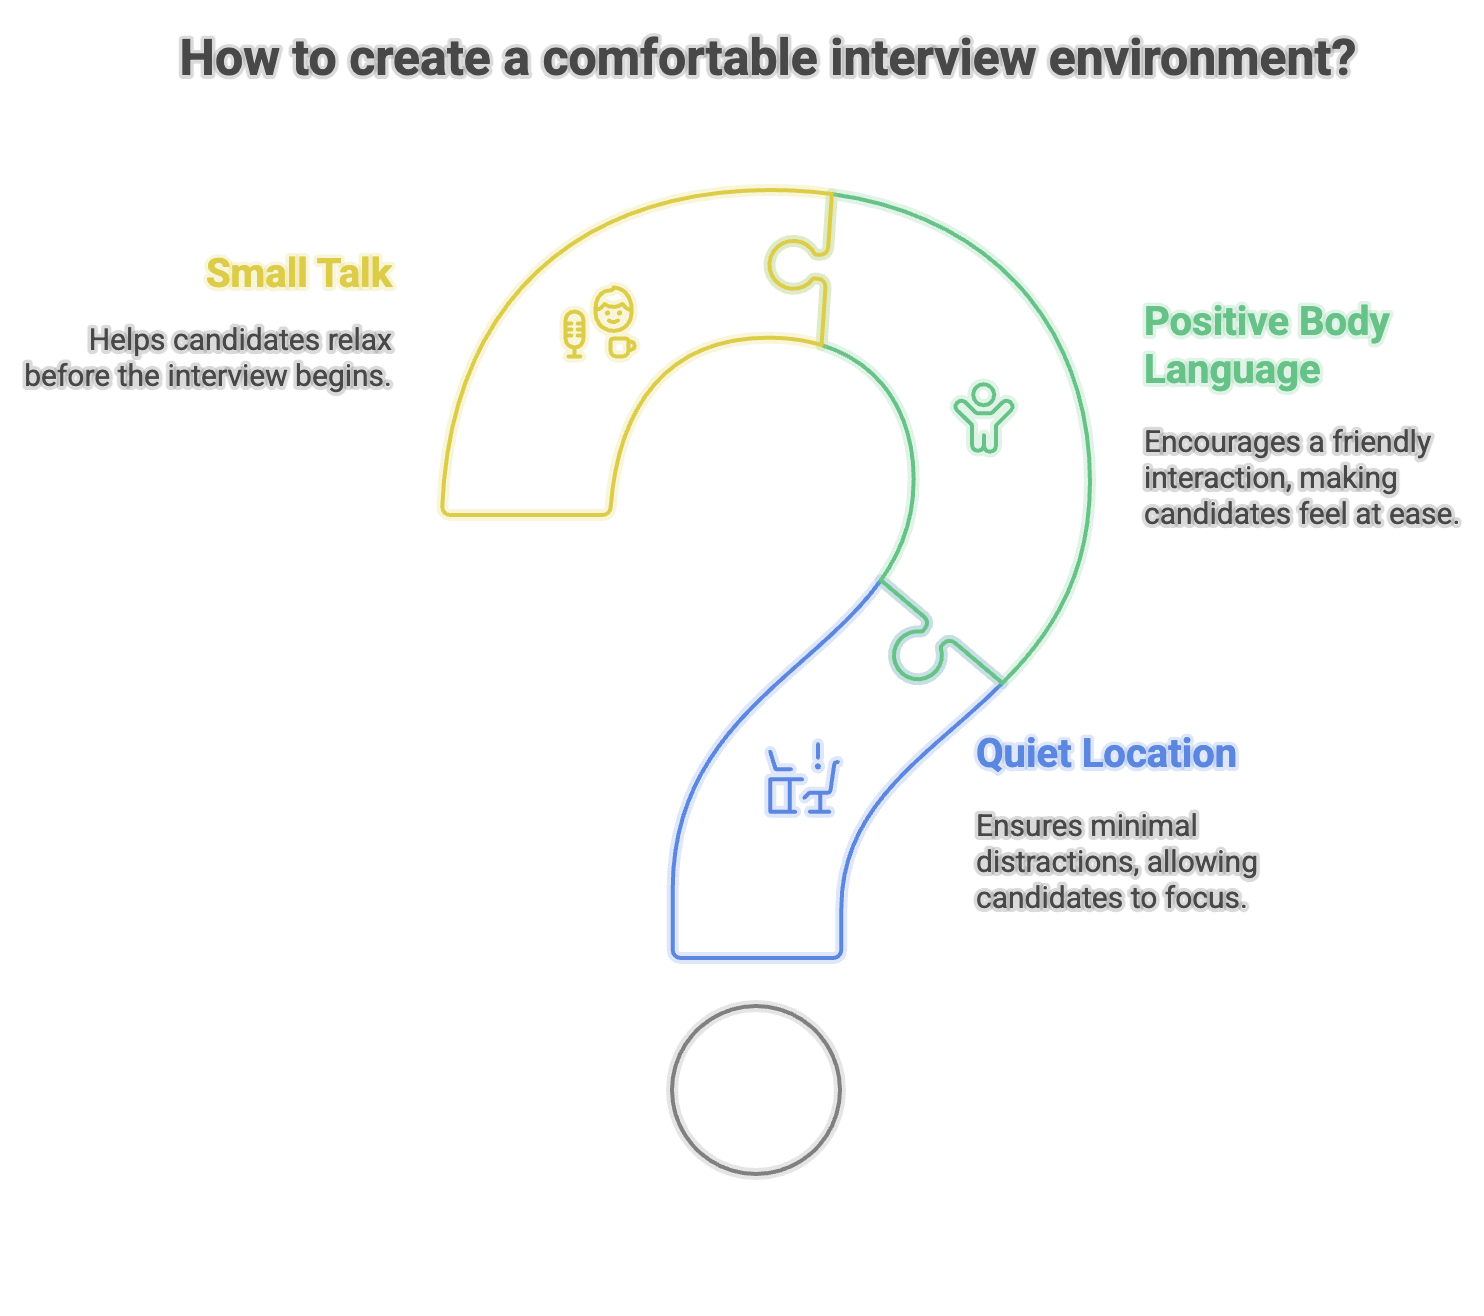 How to create a comfortable interview environment?
Small Talk
Helps candidates relax
before the interview begins.
Positive Body
Language
Encourages a friendly
interaction, making
candidates feel at ease.
Quiet Location
Ensures minimal
distractions, allowing
candidates to focus.